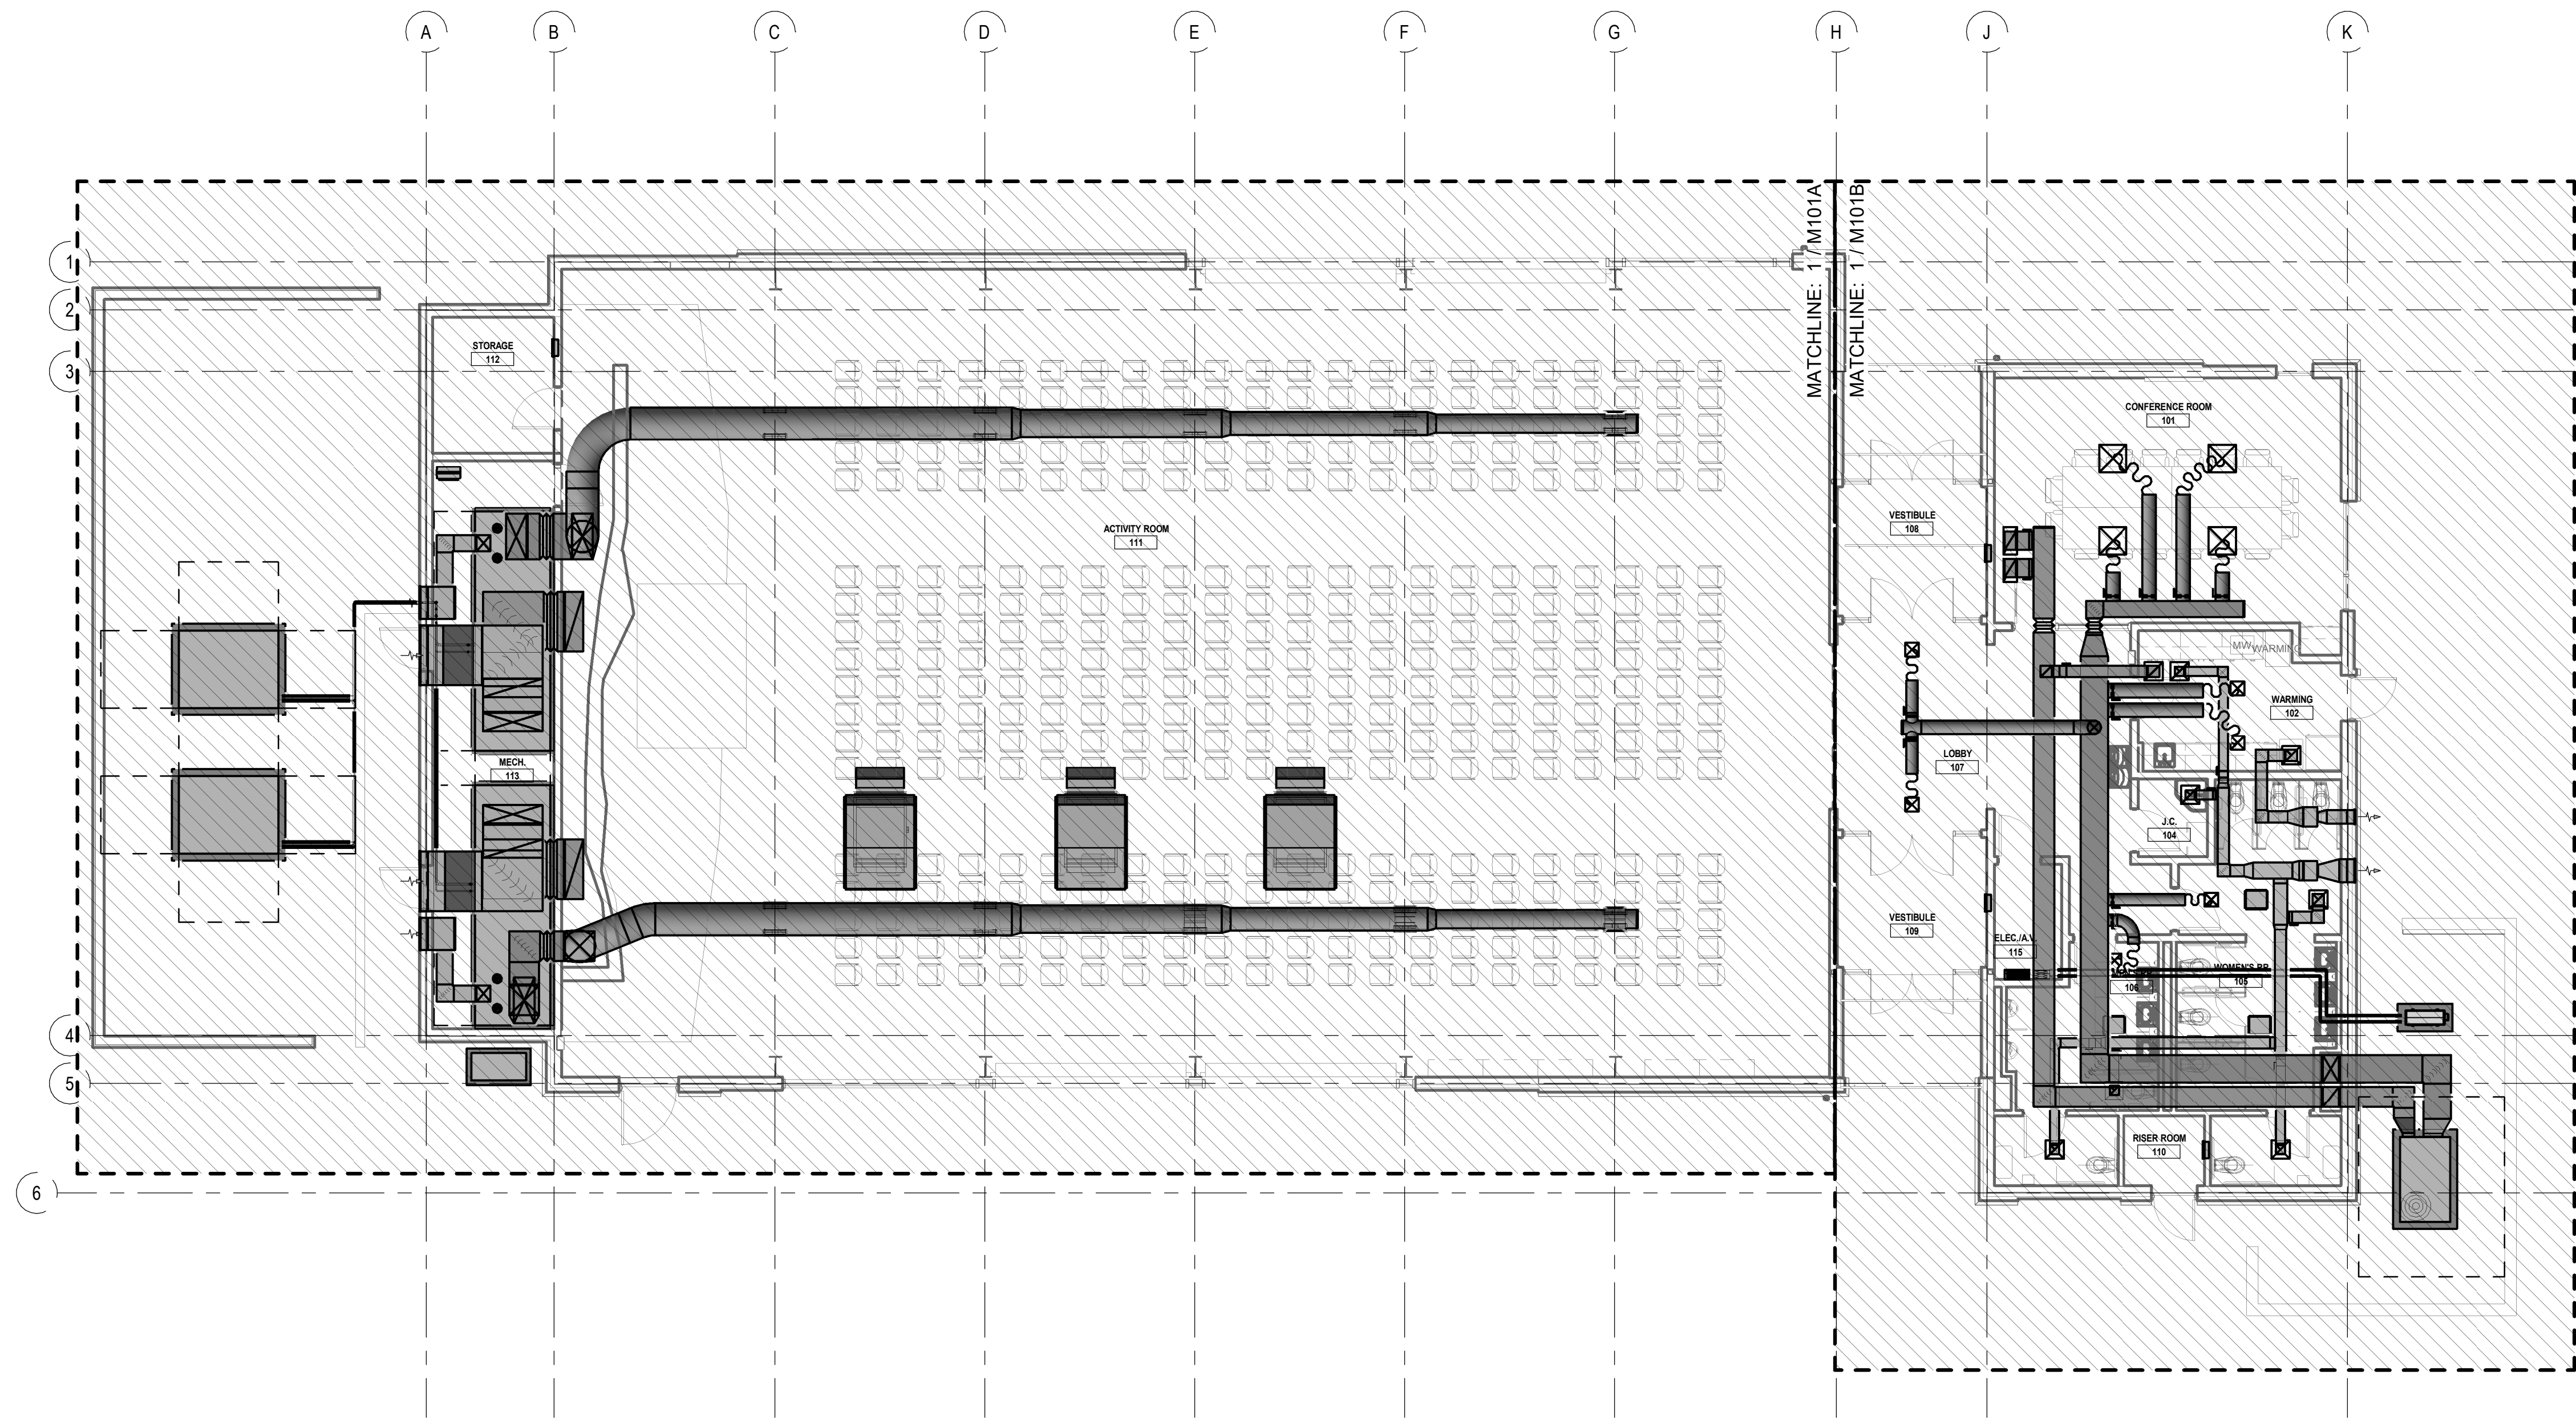 A
B
C
D
E
F
G
H
J
K
MATCHLINE: 1 / M101A
MATCHLINE: 1 / M101B
1
2
3
STORAGE
112
CONFERENCE ROOM
101
ACTIVITY ROOM
111
VESTIBULE
108
MW
WARMING
WARMING
102
LOBBY
107
MECH.
113
J.C.
104
VESTIBULE
109
ELEC./A.V.
115
WOMEN'S RR
105
106
4
5
RISER ROOM
110
6